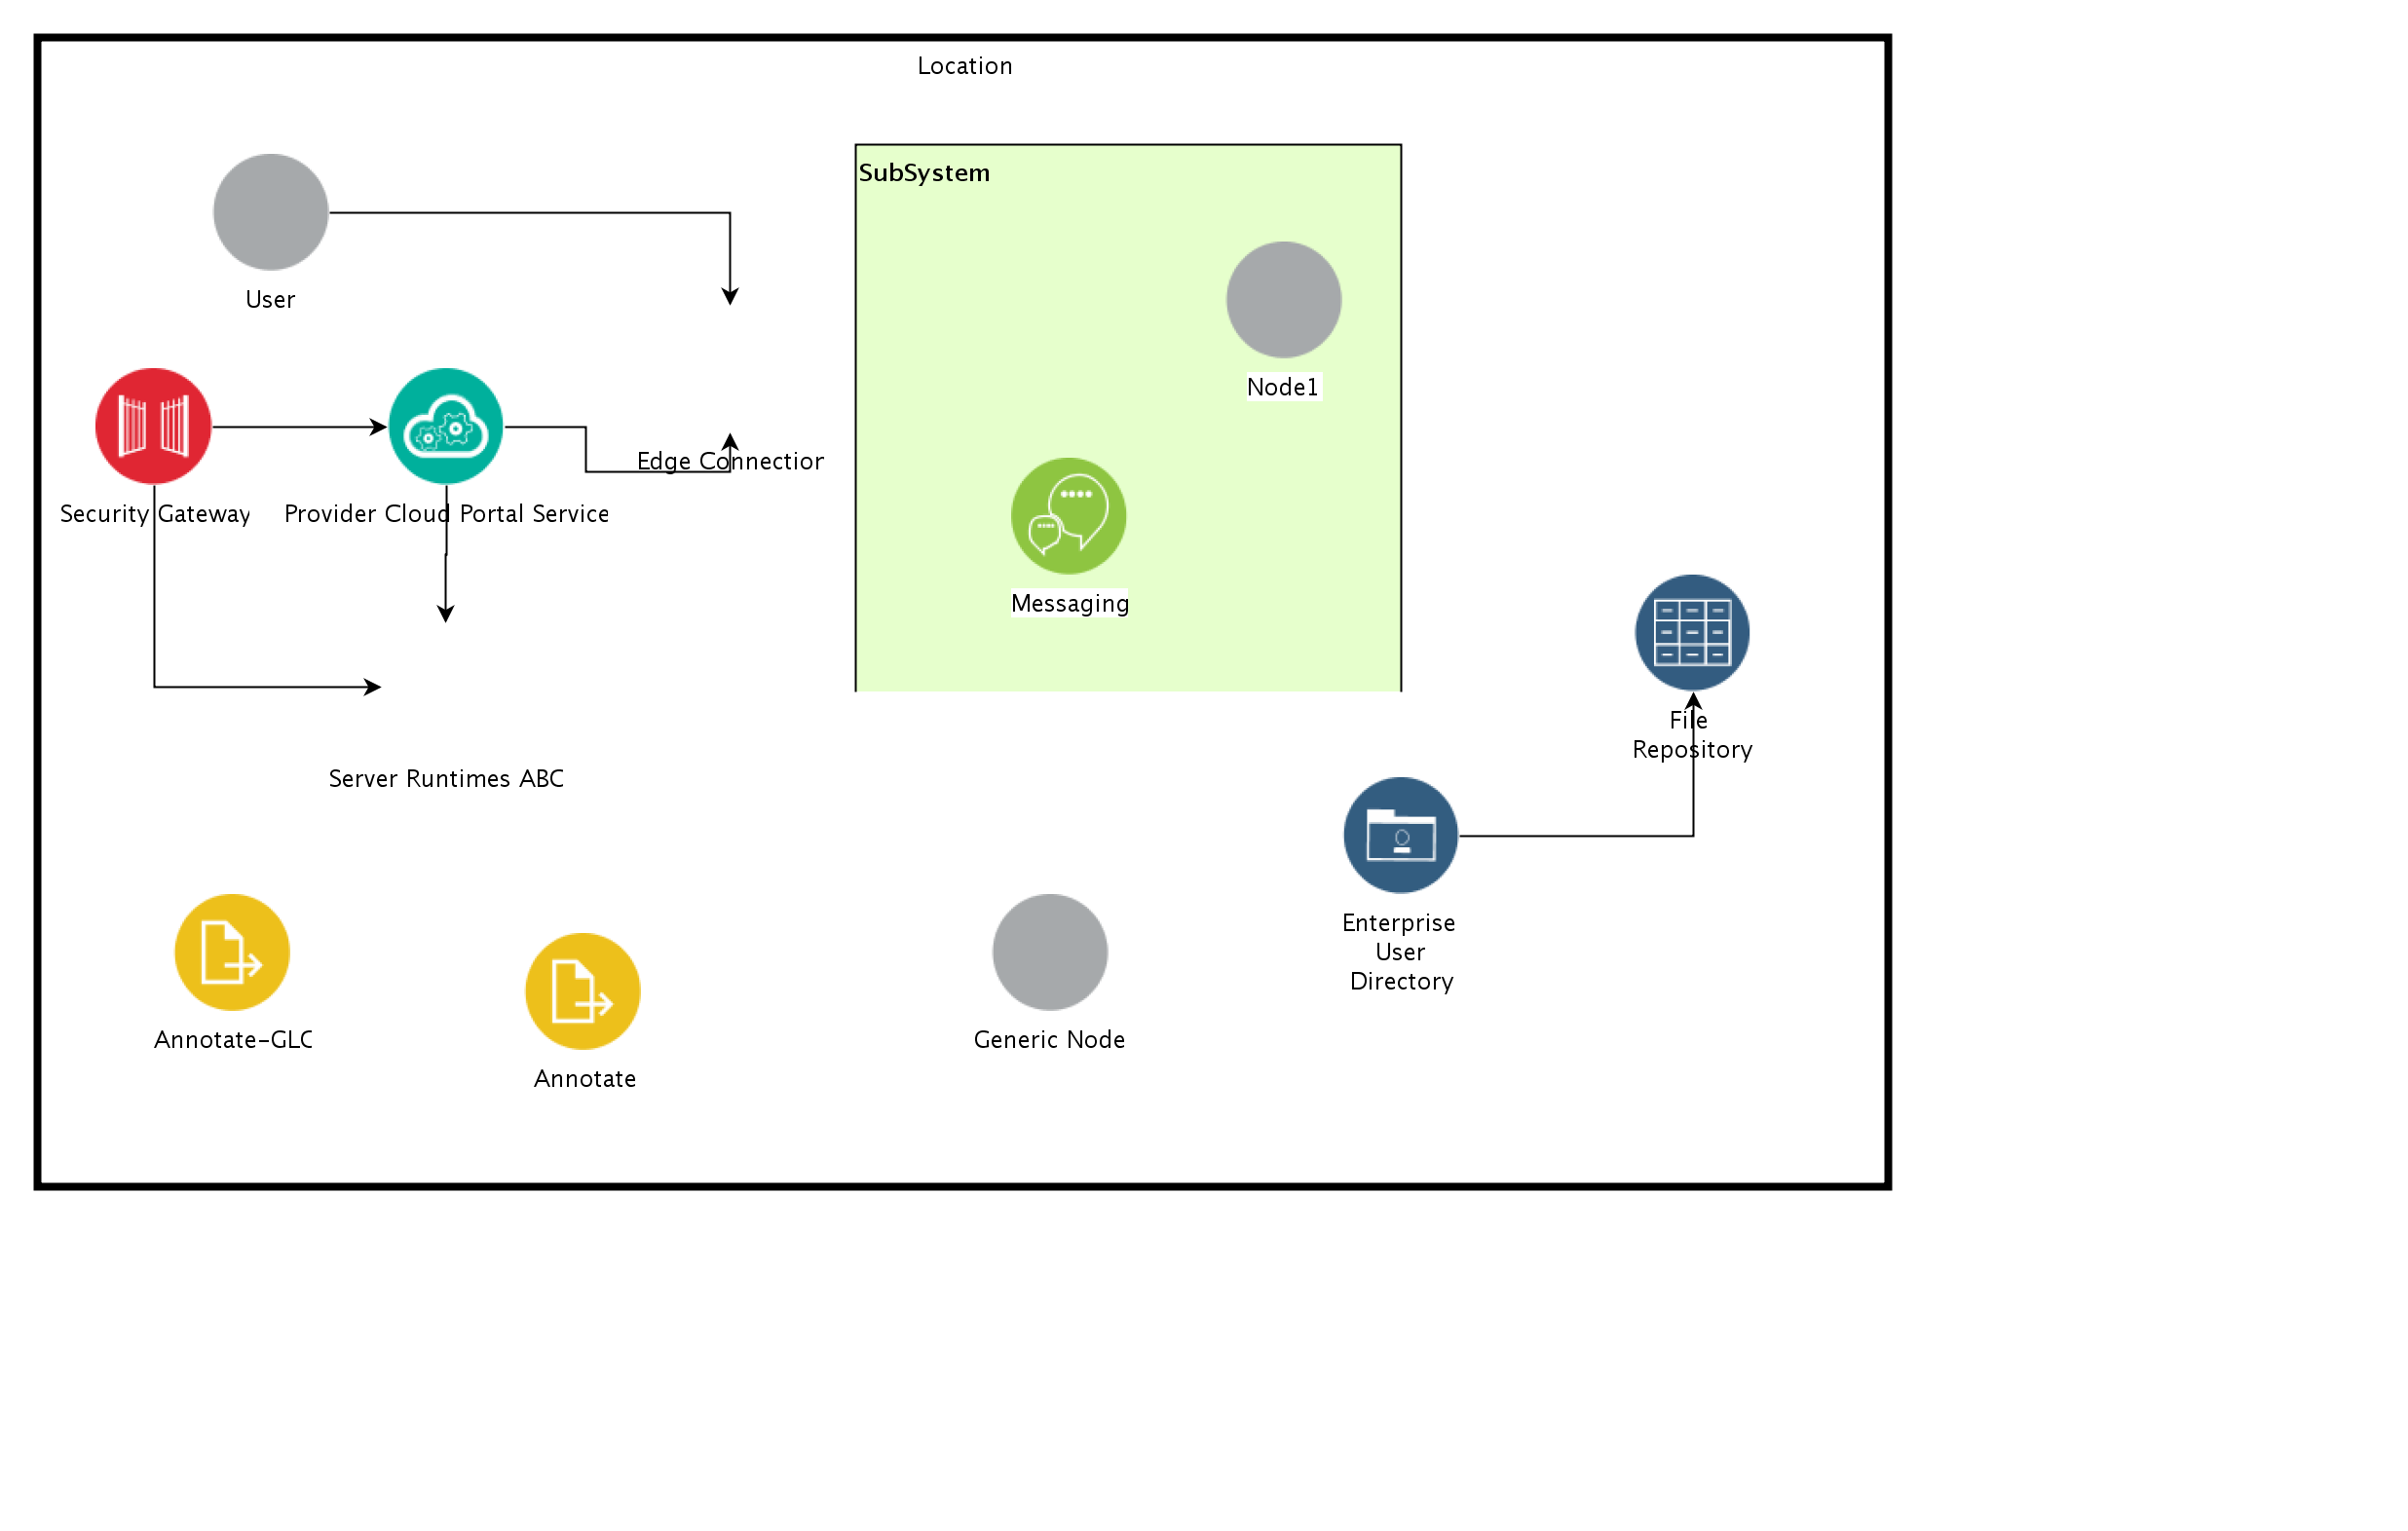 Location
SubSystem
User
Node1
Edge Connection
Security Gateway
Provider Cloud Portal Service
Messaging
File
Repository
Server Runtimes ABC
Enterprise
User
Directory
Annotate-GLC
Generic Node
Annotate